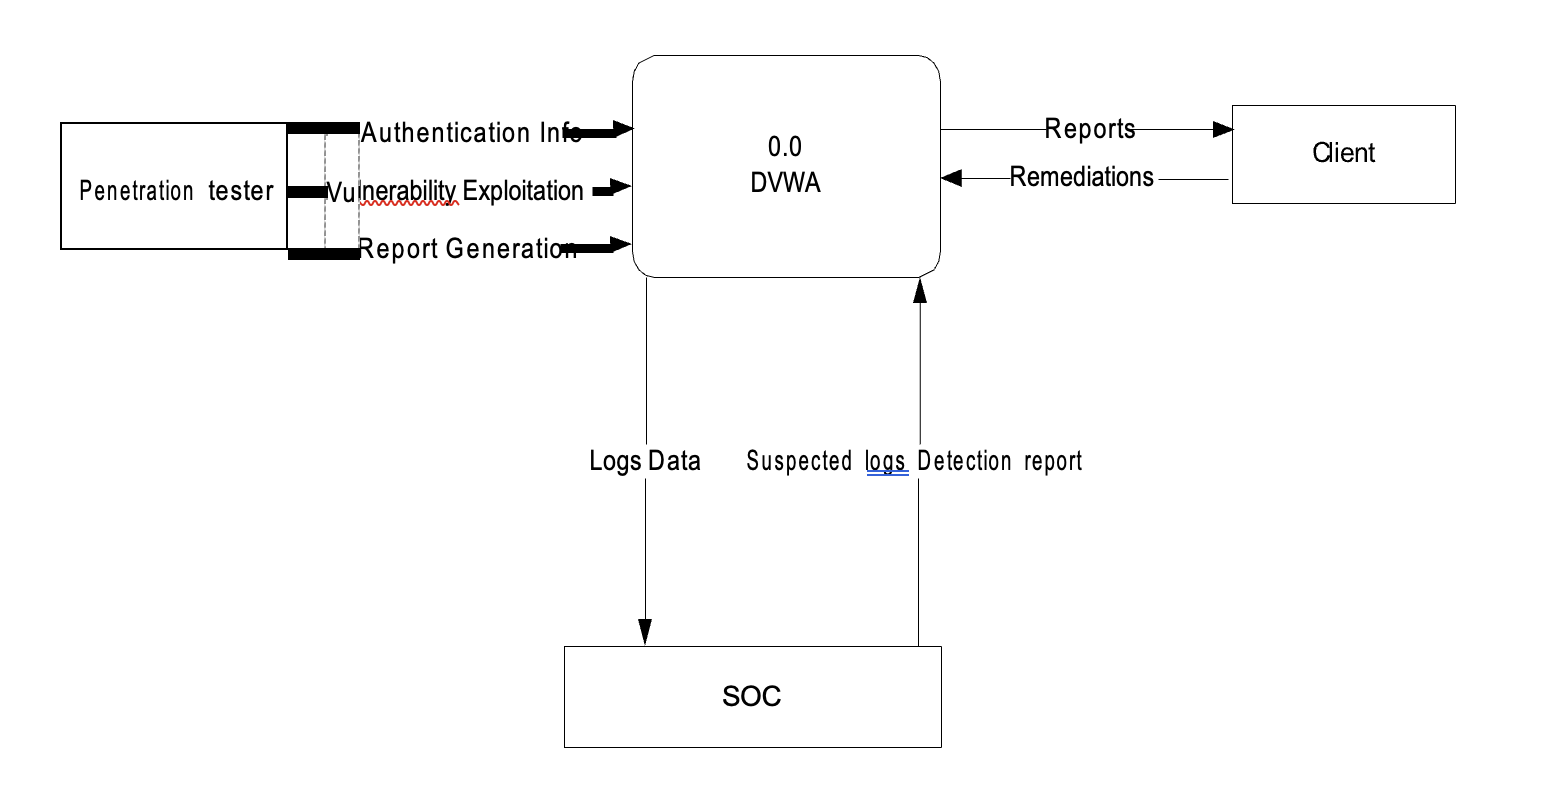 Authentication Info
Penetration tester
Vulnerability Exploitation
Report Generation
0.0
DVWA
Reports
Remediations
Client
Logs Data
Suspected logs Detection report
SOC